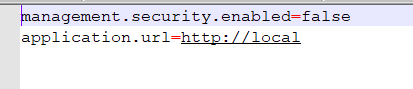 management.security.enabled=false
application.url=http://local